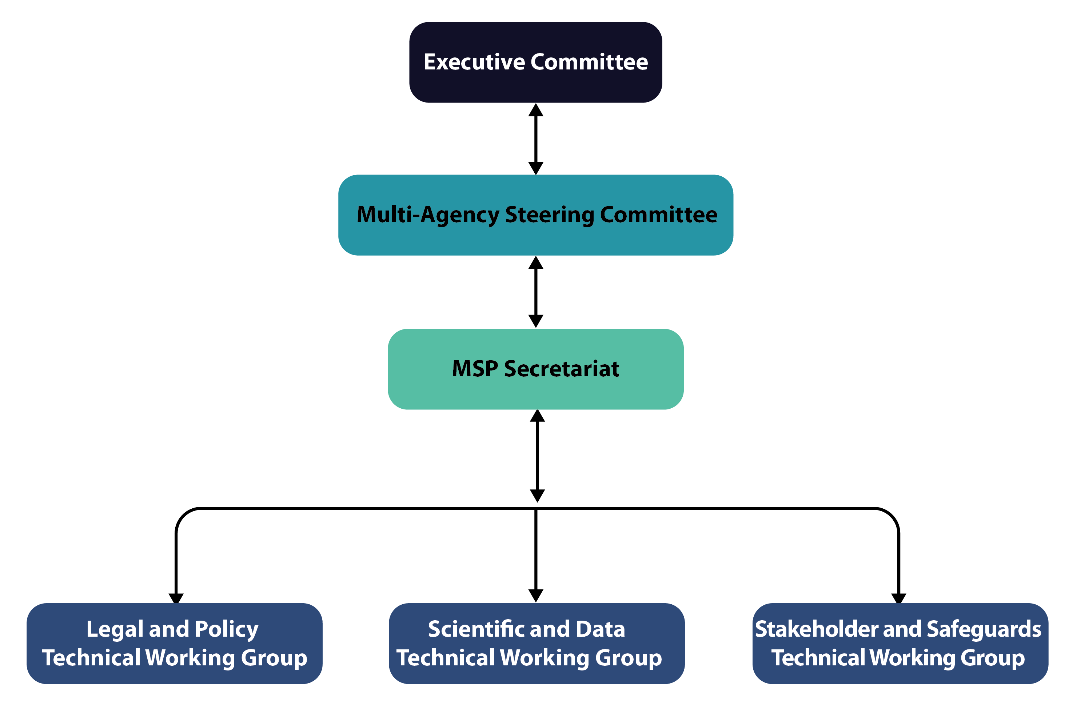 Executive Committee
Multi-Agency Steering Committee
MSP Secretariat
Legal and Policy
Technical Working Group
Scientific and Data
Technical Working Group
Stakeholder and Safeguards
Technical Working Group